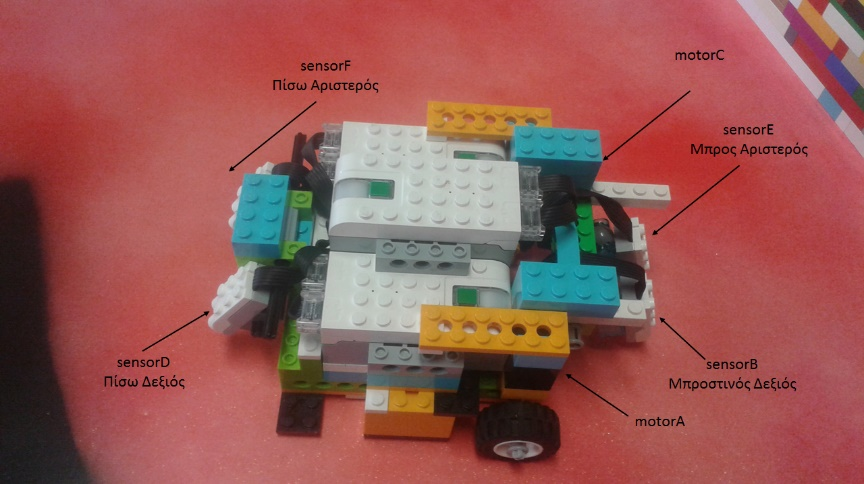 sensorF
Πίσω Αριστερός
motorC
sensorE
Μπρος Αριστερός
sensorD
Πίσω Δεξιός
sensorB
Μπροστινός Δεξιός
motorA